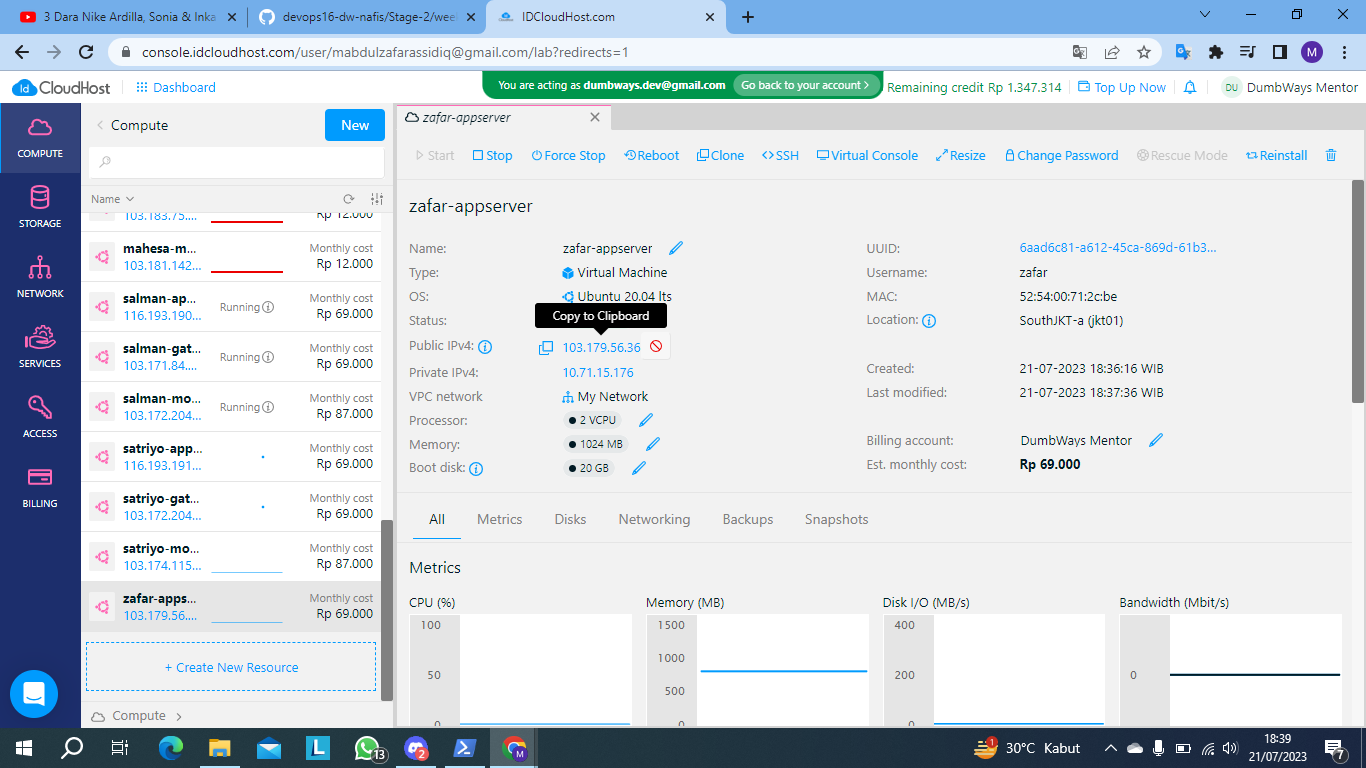 3 Dara Nike Ardilla, Sonia & Inka
devops16-dw-nafis/Stage-2/wee
IDCloudHost.com
console.idcloudhost.com/user/mabdulzafarassidiq@gmail.com/lab?redirects=1
M
Id CloudHost
Dashboard
You are acting as dumbways.dev@gmail.com Go back to your account >
Remaining credit Rp 1.347.314
Top Up Now
DU DumbWays Mentor
COMPUTE
STORAGE
NETWORK
SERVICES
ACCESS
BILLING
Compute
New
Name
103.183.75.... Rp 12.000
mahesa-m... Monthly cost
103.181.142... Rp 12.000
salman-ap... Running Monthly cost
116.193.190... Rp 69.000
salman-gat... Running Monthly cost
103.171.84.... Rp 69.000
salman-mo... Running Monthly cost
103.172.204... Rp 87.000
satriyo-app... Monthly cost
116.193.191... Rp 69.000
satriyo-gat... Monthly cost
103.172.204... Rp 69.000
satriyo-mo... Monthly cost
103.174.115... Rp 87.000
zafar-apps... Monthly cost
103.179.56.... Rp 69.000
+ Create New Resource
Compute >
zafar-appserver
Start Stop Force Stop Reboot Clone SSH Virtual Console Resize Change Password Rescue Mode Reinstall
zafar-appserver
Name: zafar-appserver
Type: Virtual Machine
OS: Ubuntu 20.04 lts
Status:
Copy to Clipboard
Public IPv4: 103.179.56.36
Private IPv4: 10.71.15.176
VPC network My Network
Processor: 2 VCPU
Memory: 1024 MB
Boot disk: 20 GB
UUID: 6aad6c81-a612-45ca-869d-61b3...
Username: zafar
MAC: 52:54:00:71:2c:be
Location: SouthJKT-a (jkt01)
Created: 21-07-2023 18:36:16 WIB
Last modified: 21-07-2023 18:37:36 WIB
Billing account: DumbWays Mentor
Est. monthly cost: Rp 69.000
All Metrics Disks Networking Backups Snapshots
Metrics
CPU (%)
100
50
0
Memory (MB)
1500
1000
500
0
Disk I/O (MB/s)
400
200
0
Bandwidth (Mbit/s)
0
L
13
2
M
1
30°C Kabut
18:39
21/07/2023
7